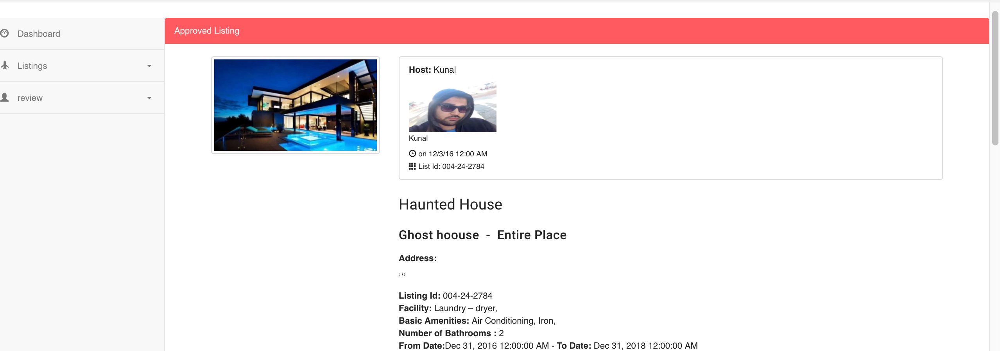 Dashboard
Listings
review
Approved Listing
Host: Kunal
Kunal
on 12/3/16 12:00 AM
List Id: 004-24-2784
Haunted House
Ghost hoouse - Entire Place
Address:
,,,
Listing Id: 004-24-2784
Facility: Laundry – dryer,
Basic Amenities: Air Conditioning, Iron,
Number of Bathrooms : 2
From Date:Dec 31, 2016 12:00:00 AM - To Date: Dec 31, 2018 12:00:00 AM